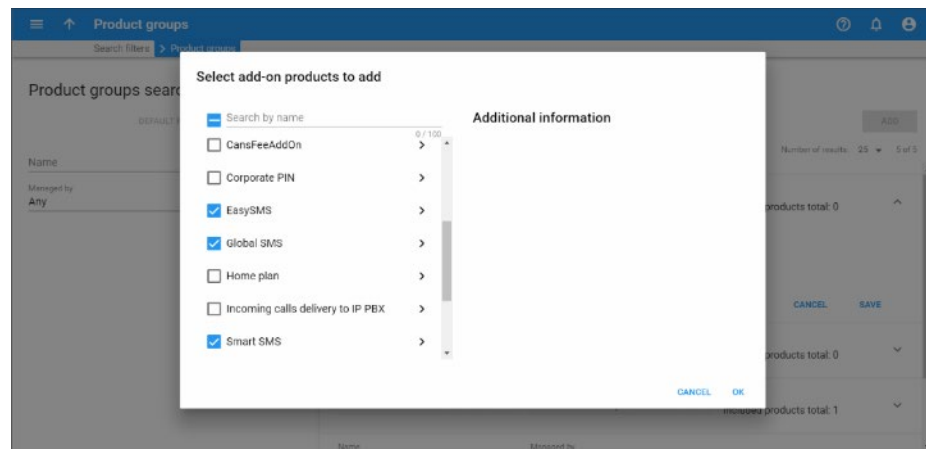 Product groups
Search filters > Product groups
Select add-on products to add
Product groups sear
DEFAULT
Search by name
0 / 100
Additional information
ADD
Number of results: 25 5 of 5
Name
Managed by
Any
CansFeeAddOn
Corporate PIN
EasySMS
Global SMS
Home plan
Incoming calls delivery to IP PBX
Smart SMS
products total: 0
CANCEL SAVE
products total: 0
CANCEL OK
included products total: 1
Name Managed by